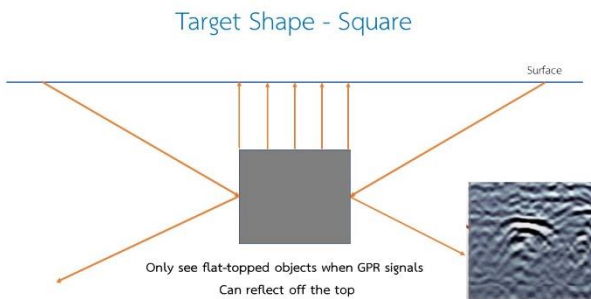 Target Shape - Square
Surface
Only see flat-topped objects when GPR signals
Can reflect off the top